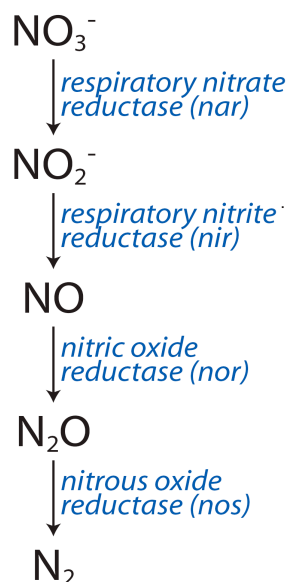 NO₃⁻
respiratory nitrate
reductase (nar)
NO₂⁻
respiratory nitrite
reductase (nir)
NO
nitric oxide
reductase (nor)
N₂O
nitrous oxide
reductase (nos)
N₂